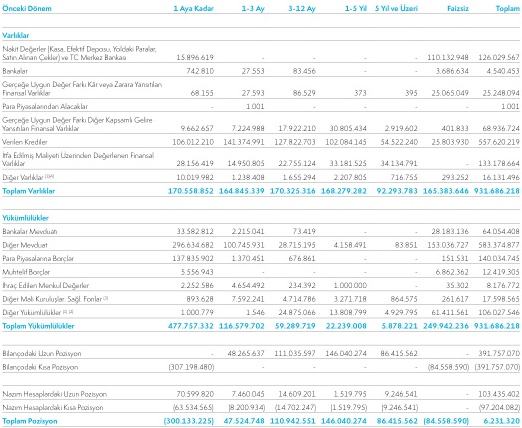 Önceki Dönem 1 Aya Kadar 1-3 Ay 3-12 Ay 1-5 Yıl 5 Yıl ve Üzeri Faizsiz Toplam
Varlıklar
Nakit Değerler (Kasa, Efektif Deposu, Yoldaki Paralar,
Satın Alınan Çekler) ve TC Merkez Bankası 15.896.619 - - - - 110.132.948 126.029.567
Bankalar 742.810 27.553 83.456 - - 3.686.634 4.540.453
Gerçeğe Uygun Değer Farkı Kâr veya Zarara Yansıtılan
Finansal Varlıklar 68.155 27.593 86.529 373 395 25.065.049 25.248.094
Para Piyasalarından Alacaklar - 1.001 - - - - 1.001
Gerçeğe Uygun Değer Farkı Diğer Kapsamlı Gelire
Yansıtılan Finansal Varlıklar 9.662.657 7.224.988 17.922.210 30.805.434 2.919.602 401.833 68.936.724
Verilen Krediler 106.012.210 141.374.991 127.822.703 102.084.145 54.522.240 25.803.930 557.620.219
İtfa Edilmiş Maliyeti Üzerinden Değerlenen Finansal
Varlıklar 28.156.419 14.950.805 22.755.124 33.181.525 34.134.791 - 133.178.664
Diğer Varlıklar 10.019.982 1.238.408 1.655.294 2.207.805 716.755 293.252 16.131.496
Toplam Varlıklar 170.558.852 164.845.339 170.325.316 168.279.282 92.293.783 165.383.646 931.686.218
Yükümlülükler
Bankalar Mevduatı 33.582.812 2.215.041 73.419 - - 28.183.136 64.054.408
Diğer Mevduat 296.634.682 100.745.931 28.715.195 4.158.491 83.851 153.036.727 583.374.877
Para Piyasalarına Borçlar 137.835.902 1.370.451 676.861 - - 151.531 140.034.745
Muhtelif Borçlar 5.556.943 - - - - 6.862.362 12.419.305
İhraç Edilen Menkul Değerler 2.252.586 4.654.492 234.392 1.000.000 - 35.302 8.176.772
Diğer Mali Kuruluşlar. Sağl. Fonlar 893.628 7.592.241 4.714.786 3.271.718 864.575 261.617 17.598.565
Diğer Yükümlülükler 1.000.779 1.546 24.875.066 13.808.799 4.929.795 61.411.561 106.027.546
Toplam Yükümlülükler 477.757.332 116.579.702 59.289.719 22.239.008 5.878.221 249.942.236 931.686.218
Bilançodaki Uzun Pozisyon - 48.265.637 111.035.597 146.040.274 86.415.562 - 391.757.070
Bilançodaki Kısa Pozisyon (307.198.480) - - - - (84.558.590) (391.757.070)
Nazım Hesaplardaki Uzun Pozisyon 70.599.820 7.460.045 14.609.201 1.519.795 9.246.541 - 103.435.402
Nazım Hesaplardaki Kısa Pozisyon (63.534.565) (8.200.934) (14.702.247) (1.519.795) (9.246.541) - (97.204.082)
Toplam Pozisyon (300.133.225) 47.524.748 110.942.551 146.040.274 86.415.562 (84.558.590) 6.231.320